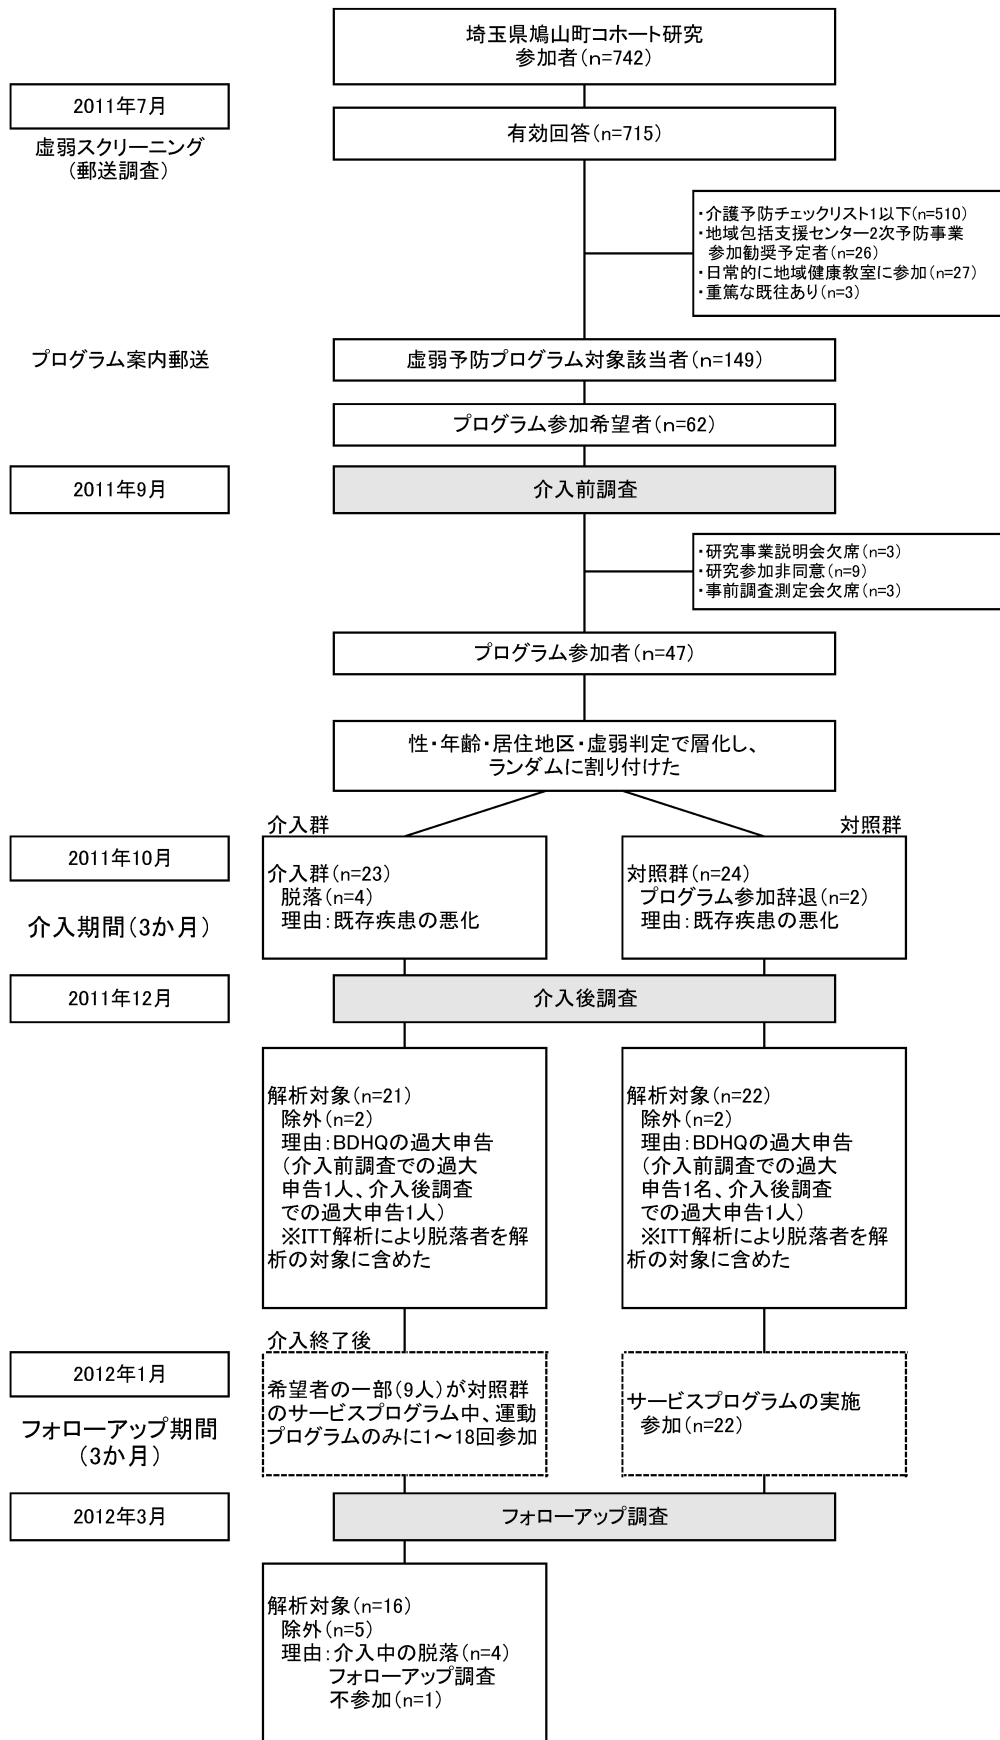 埼玉県鳩山町コホート研究
参加者(n=742)
2011年7月
虚弱スクリーニング
(郵送調査)
有効回答(n=715)
・介護予防チェックリスト1以下(n=510)
・地域包括支援センター2次予防事業
参加勧奨予定者(n=26)
・日常的に地域健康教室に参加(n=27)
・重篤な既往あり(n=3)
プログラム案内郵送
虚弱予防プログラム対象該当者(n=149)
プログラム参加希望者(n=62)
2011年9月
介入前調査
・研究事業説明会欠席(n=3)
・研究参加非同意(n=9)
・事前調査測定会欠席(n=3)
プログラム参加者(n=47)
性・年齢・居住地区・虚弱判定で層化し、
ランダムに割り付けた
介入群
対照群
2011年10月
介入期間(3か月)
介入群(n=23)
脱落(n=4)
理由:既存疾患の悪化
対照群(n=24)
プログラム参加辞退(n=2)
理由:既存疾患の悪化
2011年12月
介入後調査
解析対象(n=21)
除外(n=2)
理由:BDHQの過大申告
(介入前調査での過大
申告1人、介入後調査
での過大申告1人)
※ITT解析により脱落者を解
析の対象に含めた
解析対象(n=22)
除外(n=2)
理由:BDHQの過大申告
(介入前調査での過大
申告1名、介入後調査
での過大申告1人)
※ITT解析により脱落者を解
析の対象に含めた
介入終了後
2012年1月
フォローアップ期間
(3か月)
希望者の一部(9人)が対照群
のサービスプログラム中、運動
プログラムのみに1～18回参加
サービスプログラムの実施
参加(n=22)
2012年3月
フォローアップ調査
解析対象(n=16)
除外(n=5)
理由:介入中の脱落(n=4)
フォローアップ調査
不参加(n=1)